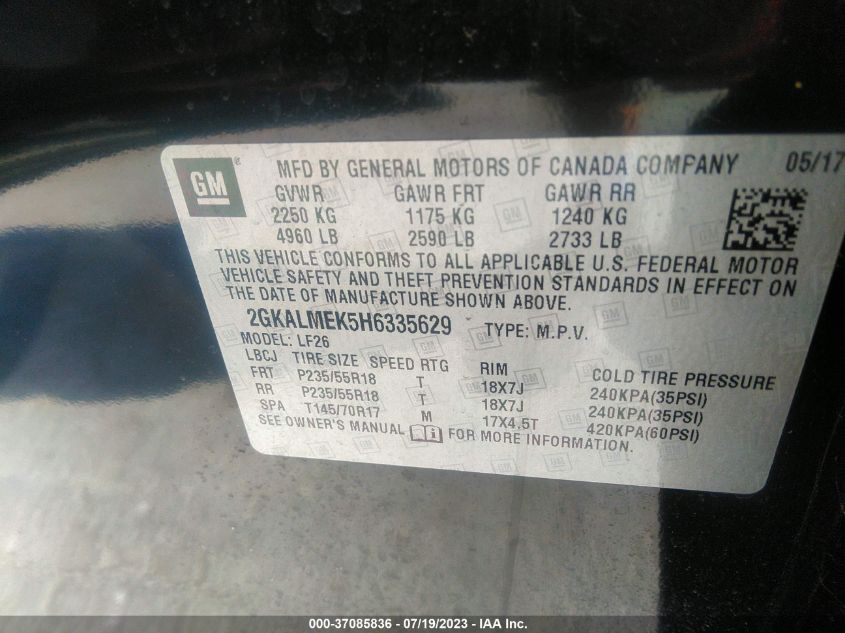 GM ® MFD BY GENERAL MOTORS OF CANADA COMPANY 05/17
GVWR GAWR FRT GAWR RR
2250 KG 1175 KG 1240 KG
4960 LB 2590 LB 2733 LB
THIS VEHICLE CONFORMS TO ALL APPLICABLE U.S. FEDERAL MOTOR
VEHICLE SAFETY AND THEFT PREVENTION STANDARDS IN EFFECT ON
THE DATE OF MANUFACTURE SHOWN ABOVE.
2GKALMEK5H6335629 TYPE: M.P.V.
MODEL: LF26
LBCJ TIRE SIZE SPEED RTG RIM COLD TIRE PRESSURE
FRT P235/55R18 T 18X7J 240KPA(35PSI)
RR P235/55R18 T 18X7J 240KPA(35PSI)
SPA T145/70R17 M 17X4.5T 420KPA(60PSI)
SEE OWNER'S MANUAL FOR MORE INFORMATION.
000-37085836 - 07/19/2023 - IAA Inc.